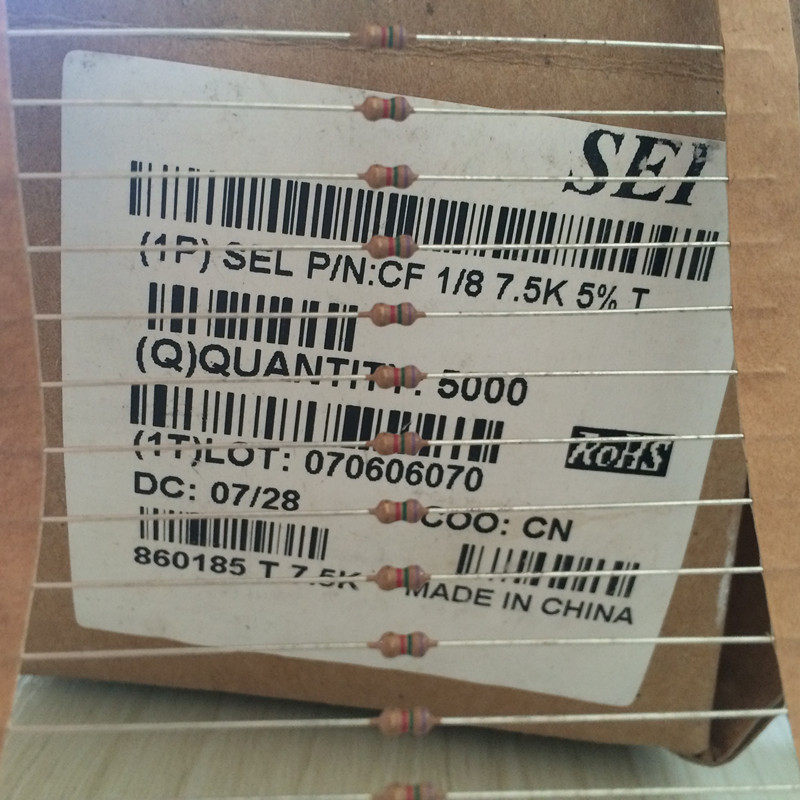 SEI
(1P) SEL P/N:CF 1/8 7.5K 5% T
(Q)QUANTITY: 5000
(1T)LOT: 070606070
RoHS
DC: 07/28
COO: CN
860185 T 7.5K
MADE IN CHINA